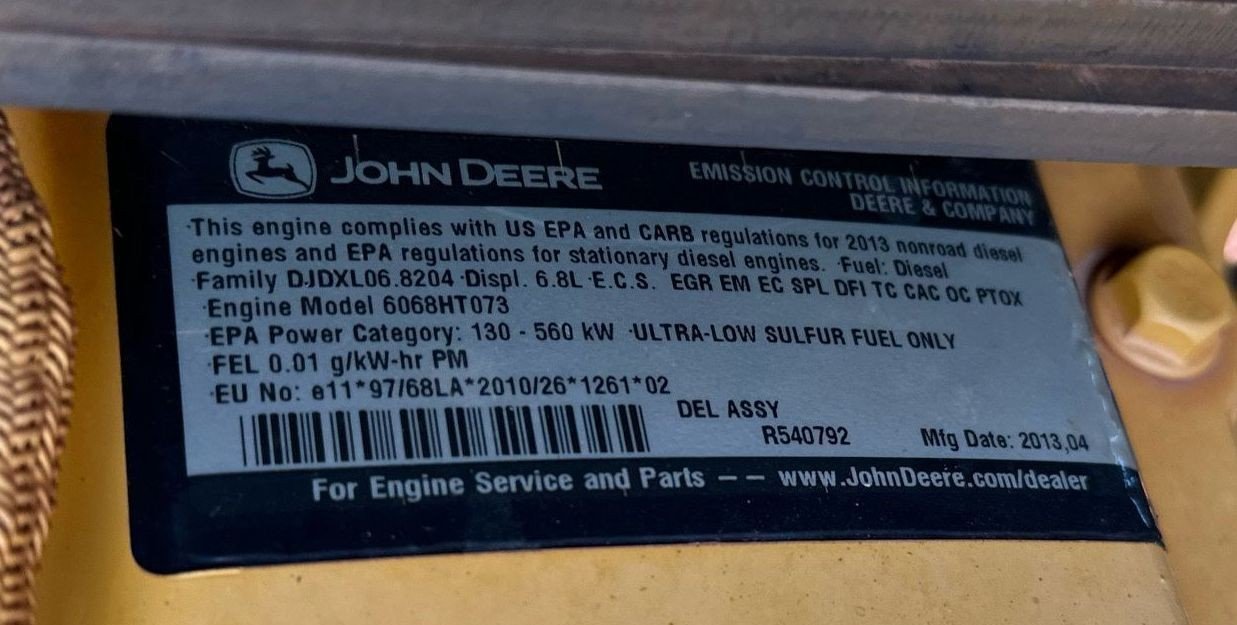 JOHN DEERE
EMISSION CONTROL INFORMATION
DEERE & COMPANY
·This engine complies with US EPA and CARB regulations for 2013 nonroad diesel
engines and EPA regulations for stationary diesel engines. ·Fuel: Diesel
·Family DJDXL06.8204 ·Displ. 6.8L ·E.C.S. EGR EM EC SPL DFI TC CAC OC PTOX
·Engine Model 6068HT073
·EPA Power Category: 130 - 560 kW ·ULTRA-LOW SULFUR FUEL ONLY
·FEL 0.01 g/kW-hr PM
·EU No: e11*97/68LA*2010/26*1261*02
DEL ASSY
R540792
Mfg Date: 2013,04
For Engine Service and Parts –– www.JohnDeere.com/dealer